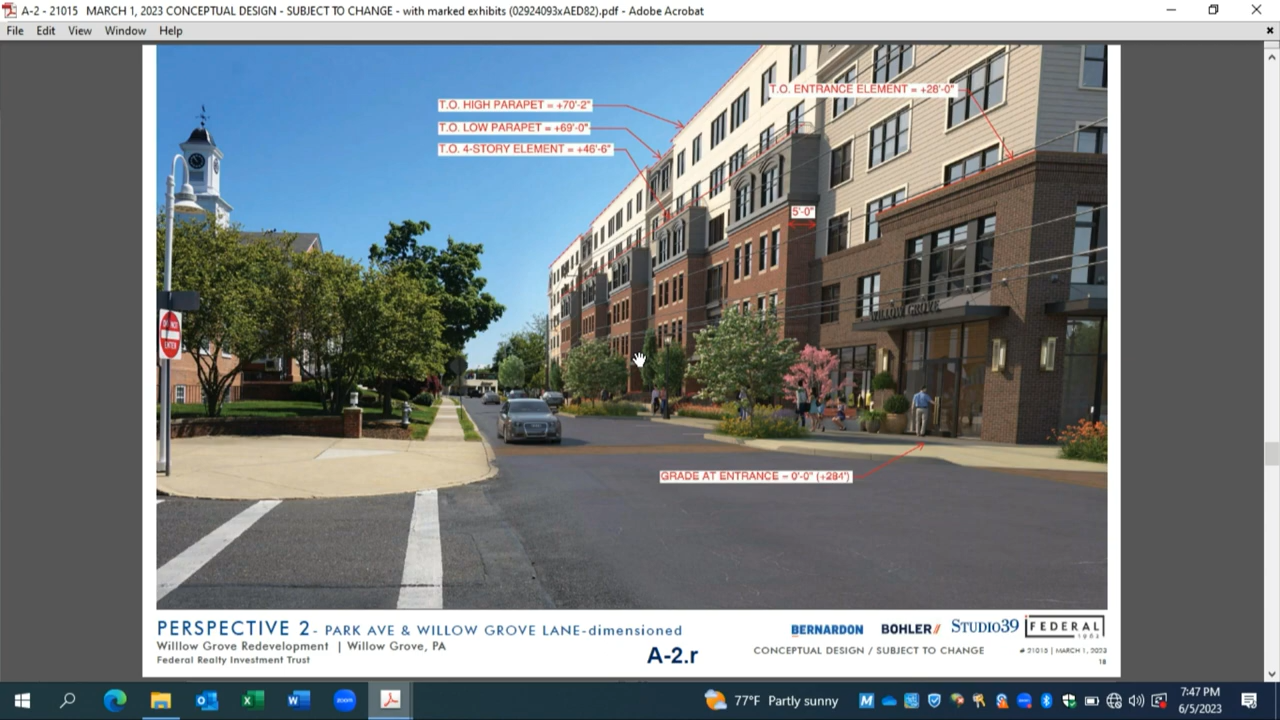 A-2 - 21015 MARCH 1, 2023 CONCEPTUAL DESIGN - SUBJECT TO CHANGE - with marked exhibits (02924093xAED82).pdf - Adobe Acrobat
File Edit View Window Help
T.O. ENTRANCE ELEMENT = +28'-0"
T.O. HIGH PARAPET = +70'-2"
T.O. LOW PARAPET = +69'-0"
T.O. 4-STORY ELEMENT = +46'-6"
5'-0"
WILLOW GROVE
DO NOT
ENTER
GRADE AT ENTRANCE = 0'-0" (+284')
PERSPECTIVE 2- PARK AVE & WILLOW GROVE LANE-dimensioned
Willlow Grove Redevelopment | Willow Grove, PA
Federal Realty Investment Trust
A-2.r
BERNARDON BOHLER// STUDIO39 FEDERAL
1962
CONCEPTUAL DESIGN / SUBJECT TO CHANGE # 21015 | MARCH 1, 2023
18
77°F Partly sunny
7:47 PM
6/5/2023